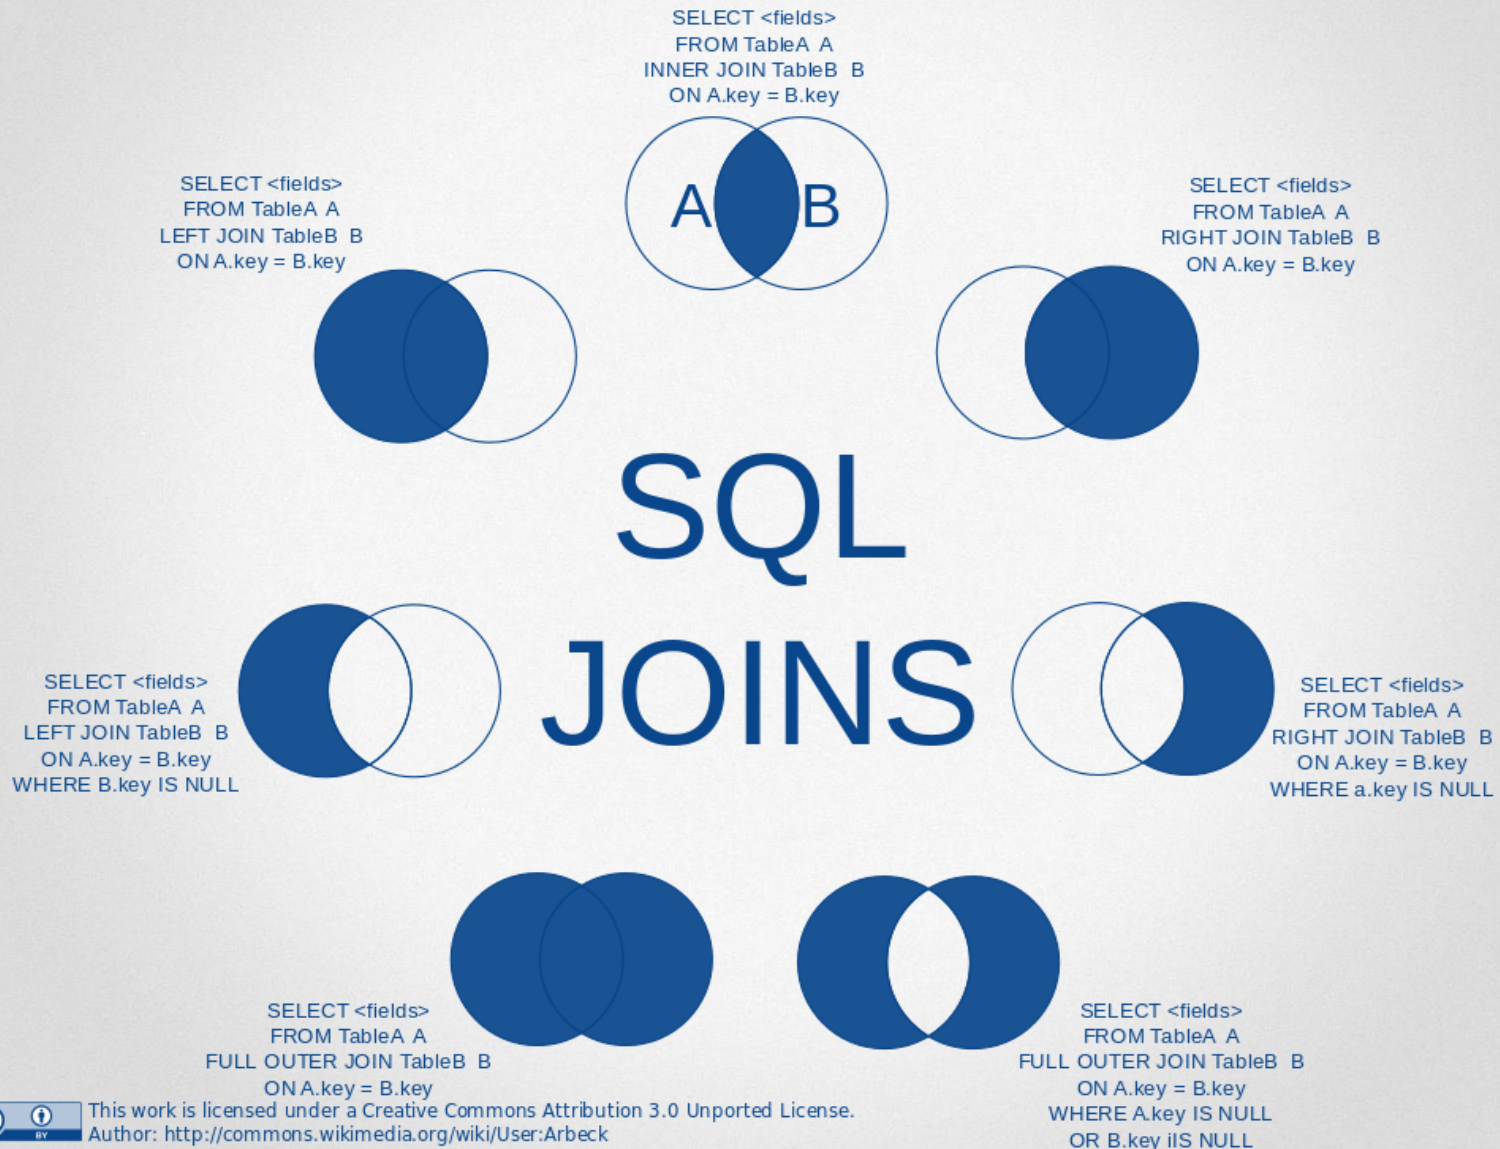 SELECT <fields>
FROM TableA A
INNER JOIN TableB B
ON A.key = B.key
A B
SELECT <fields>
FROM TableA A
LEFT JOIN TableB B
ON A.key = B.key
SELECT <fields>
FROM TableA A
RIGHT JOIN TableB B
ON A.key = B.key
SQL
JOINS
SELECT <fields>
FROM TableA A
LEFT JOIN TableB B
ON A.key = B.key
WHERE B.key IS NULL
SELECT <fields>
FROM TableA A
RIGHT JOIN TableB B
ON A.key = B.key
WHERE a.key IS NULL
SELECT <fields>
FROM TableA A
FULL OUTER JOIN TableB B
ON A.key = B.key
SELECT <fields>
FROM TableA A
FULL OUTER JOIN TableB B
ON A.key = B.key
WHERE A.key IS NULL
OR B.key iIS NULL
BY
This work is licensed under a Creative Commons Attribution 3.0 Unported License.
Author: http://commons.wikimedia.org/wiki/User:Arbeck